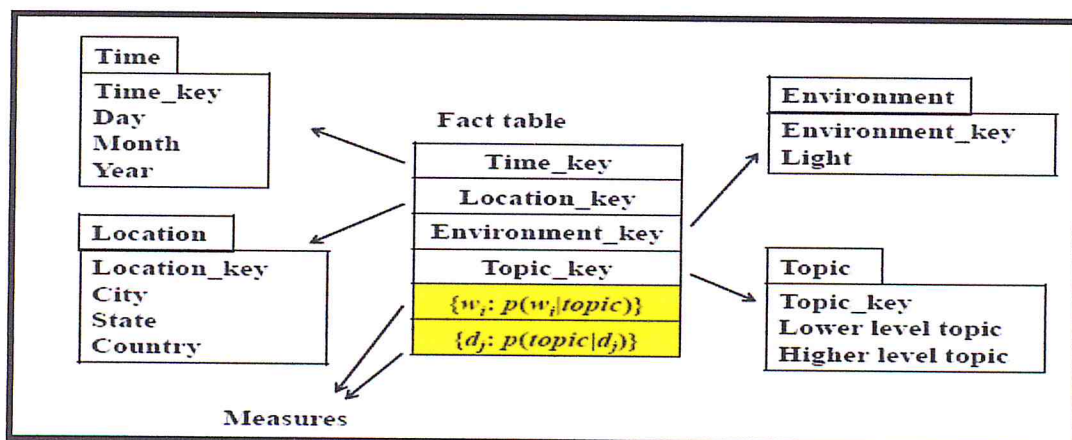 Time
Time_key
Day
Month
Year
Location
Location_key
City
State
Country
Fact table
Time_key
Location_key
Environment_key
Topic_key
{wi: p(wi|topic)}
{dj: p(topic|dj)}
Measures
Environment
Environment_key
Light
Topic
Topic_key
Lower level topic
Higher level topic